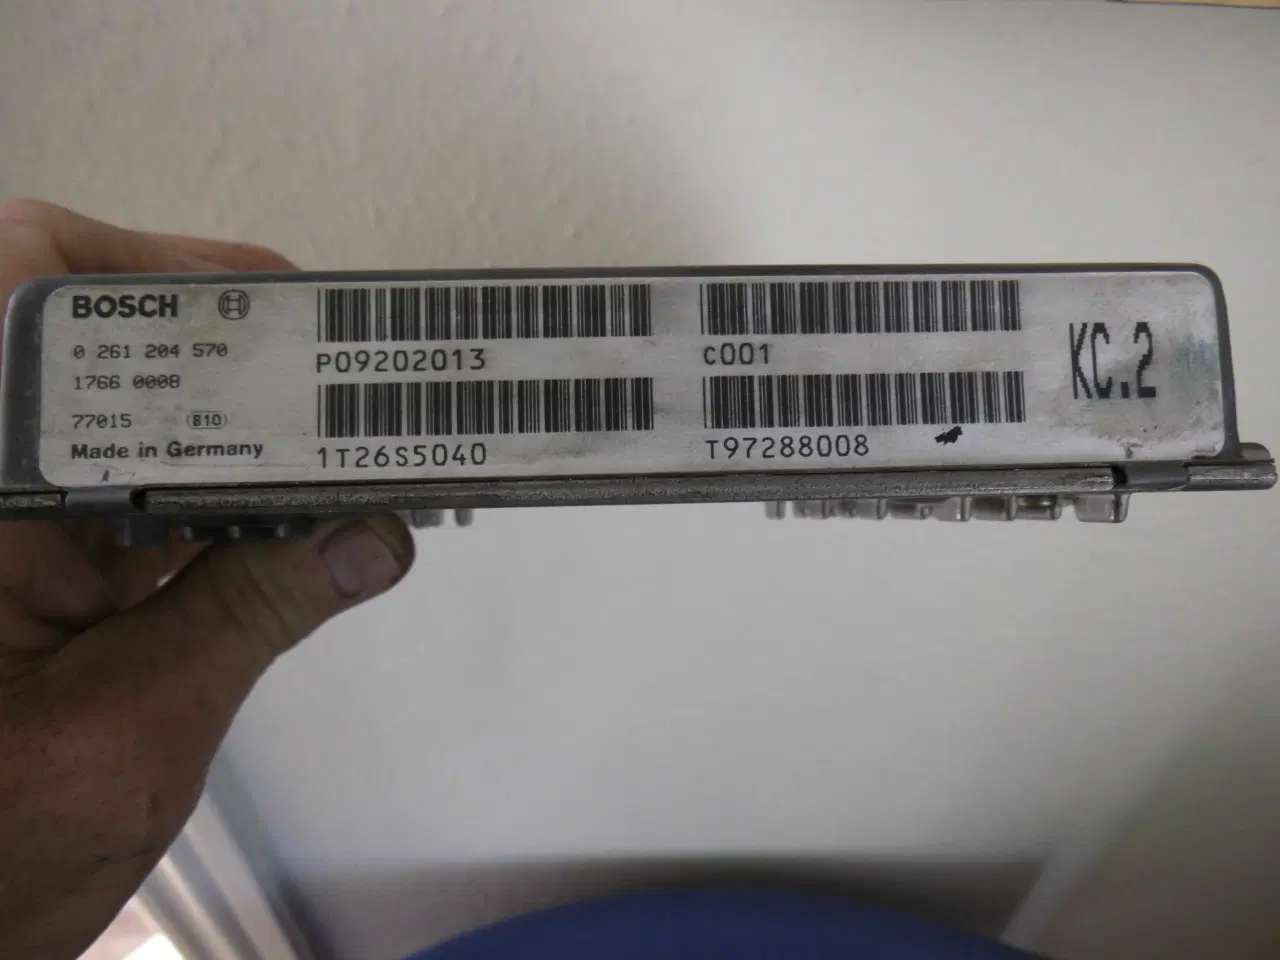 BOSCH
0 261 204 570
1766 0008
77015 B10
Made in Germany
P09202013
1T26S5040
C001
T97288008
KC.2